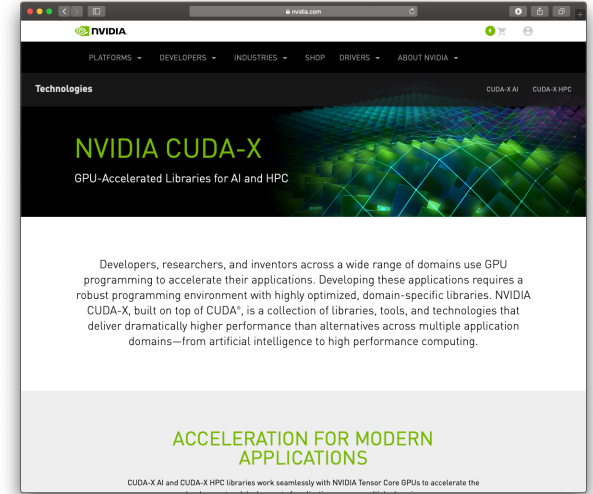 nvidia.com
NVIDIA
PLATFORMS DEVELOPERS INDUSTRIES SHOP DRIVERS ABOUT NVIDIA
Technologies
CUDA-X AI CUDA-X HPC
NVIDIA CUDA-X
GPU-Accelerated Libraries for AI and HPC
Developers, researchers, and inventors across a wide range of domains use GPU
programming to accelerate their applications. Developing these applications requires a
robust programming environment with highly optimized, domain-specific libraries. NVIDIA
CUDA-X, built on top of CUDA®, is a collection of libraries, tools, and technologies that
deliver dramatically higher performance than alternatives across multiple application
domains—from artificial intelligence to high performance computing.
ACCELERATION FOR MODERN
APPLICATIONS
CUDA-X AI and CUDA-X HPC libraries work seamlessly with NVIDIA Tensor Core GPUs to accelerate the